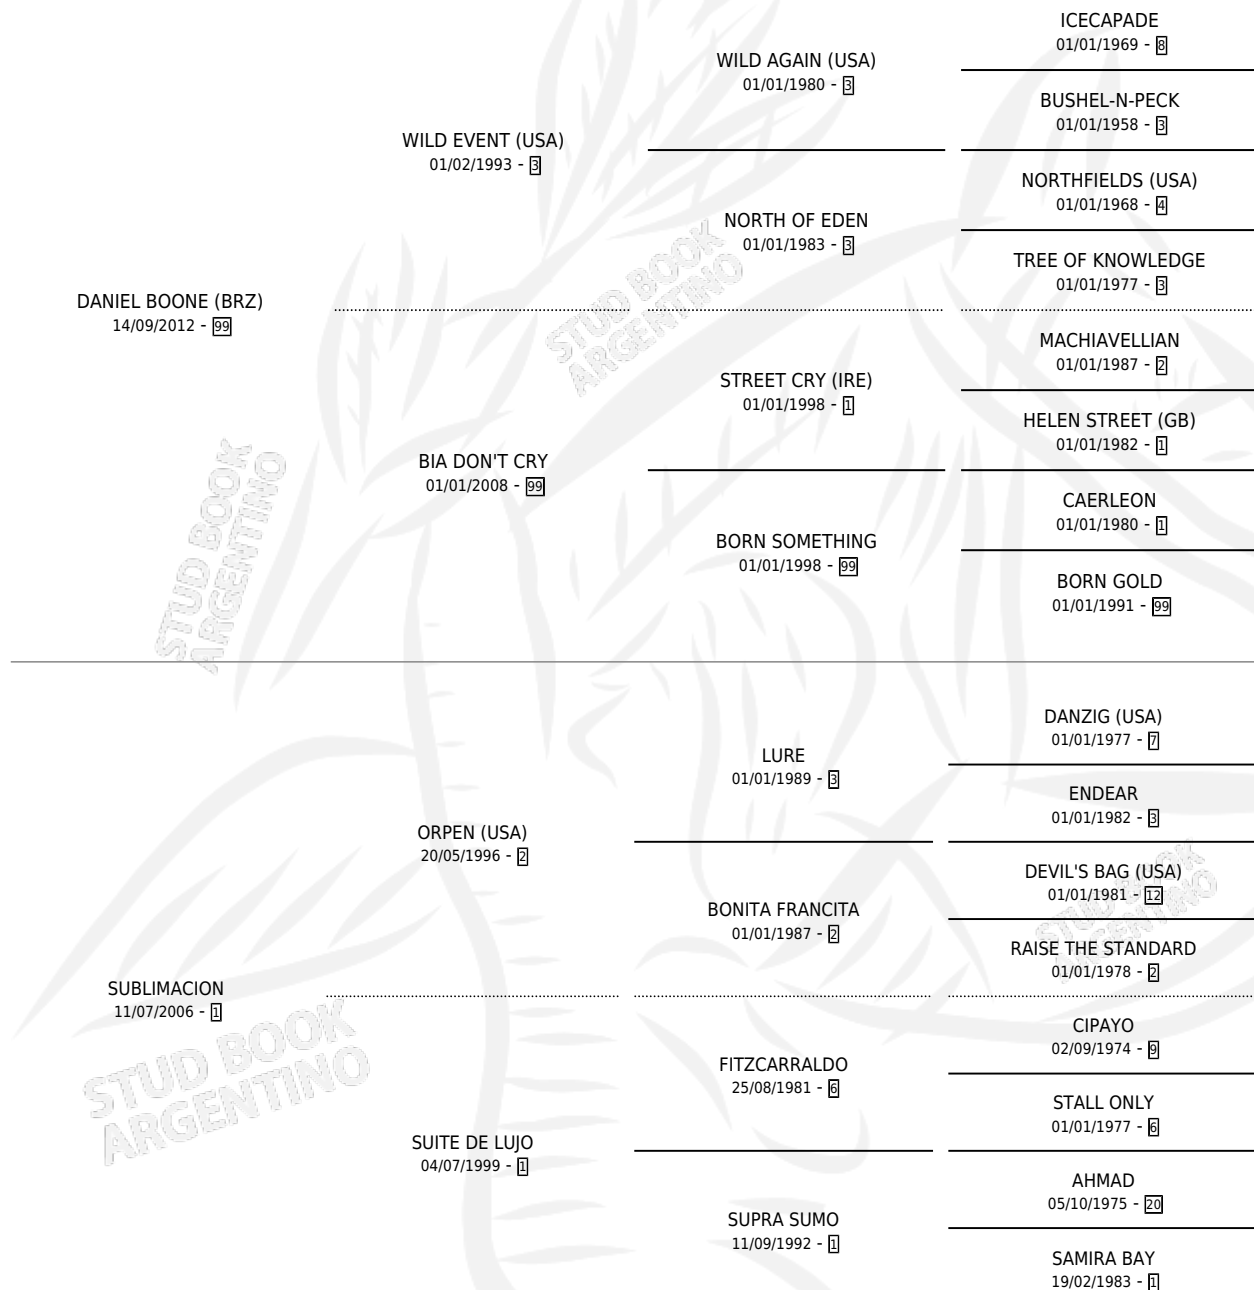 ICECAPADE
01/01/1969 - 8
WILD AGAIN (USA)
01/01/1980 - 3
BUSHEL-N-PECK
01/01/1958 - 3
WILD EVENT (USA)
01/02/1993 - 3
NORTHFIELDS (USA)
01/01/1968 - 4
NORTH OF EDEN
01/01/1983 - 3
TREE OF KNOWLEDGE
01/01/1977 - 3
DANIEL BOONE (BRZ)
14/09/2012 - 99
MACHIAVELLIAN
01/01/1987 - 2
STREET CRY (IRE)
01/01/1998 - 1
HELEN STREET (GB)
01/01/1982 - 1
BIA DON'T CRY
01/01/2008 - 99
CAERLEON
01/01/1980 - 1
BORN SOMETHING
01/01/1998 - 99
BORN GOLD
01/01/1991 - 99
DANZIG (USA)
01/01/1977 - 7
LURE
01/01/1989 - 3
ENDEAR
01/01/1982 - 3
ORPEN (USA)
20/05/1996 - 2
DEVIL'S BAG (USA)
01/01/1981 - 12
BONITA FRANCITA
01/01/1987 - 2
RAISE THE STANDARD
01/01/1978 - 2
SUBLIMACION
11/07/2006 - 1
CIPAYO
02/09/1974 - 9
FITZCARRALDO
25/08/1981 - 6
STALL ONLY
01/01/1977 - 6
SUITE DE LUJO
04/07/1999 - 1
AHMAD
05/10/1975 - 20
SUPRA SUMO
11/09/1992 - 1
SAMIRA BAY
19/02/1983 - 1
STUD BOOK
ARGENTINO
STUD BOOK
ARGENTINO
STUD BOOK
ARGENTINO
STUD BOOK
ARGENTINO